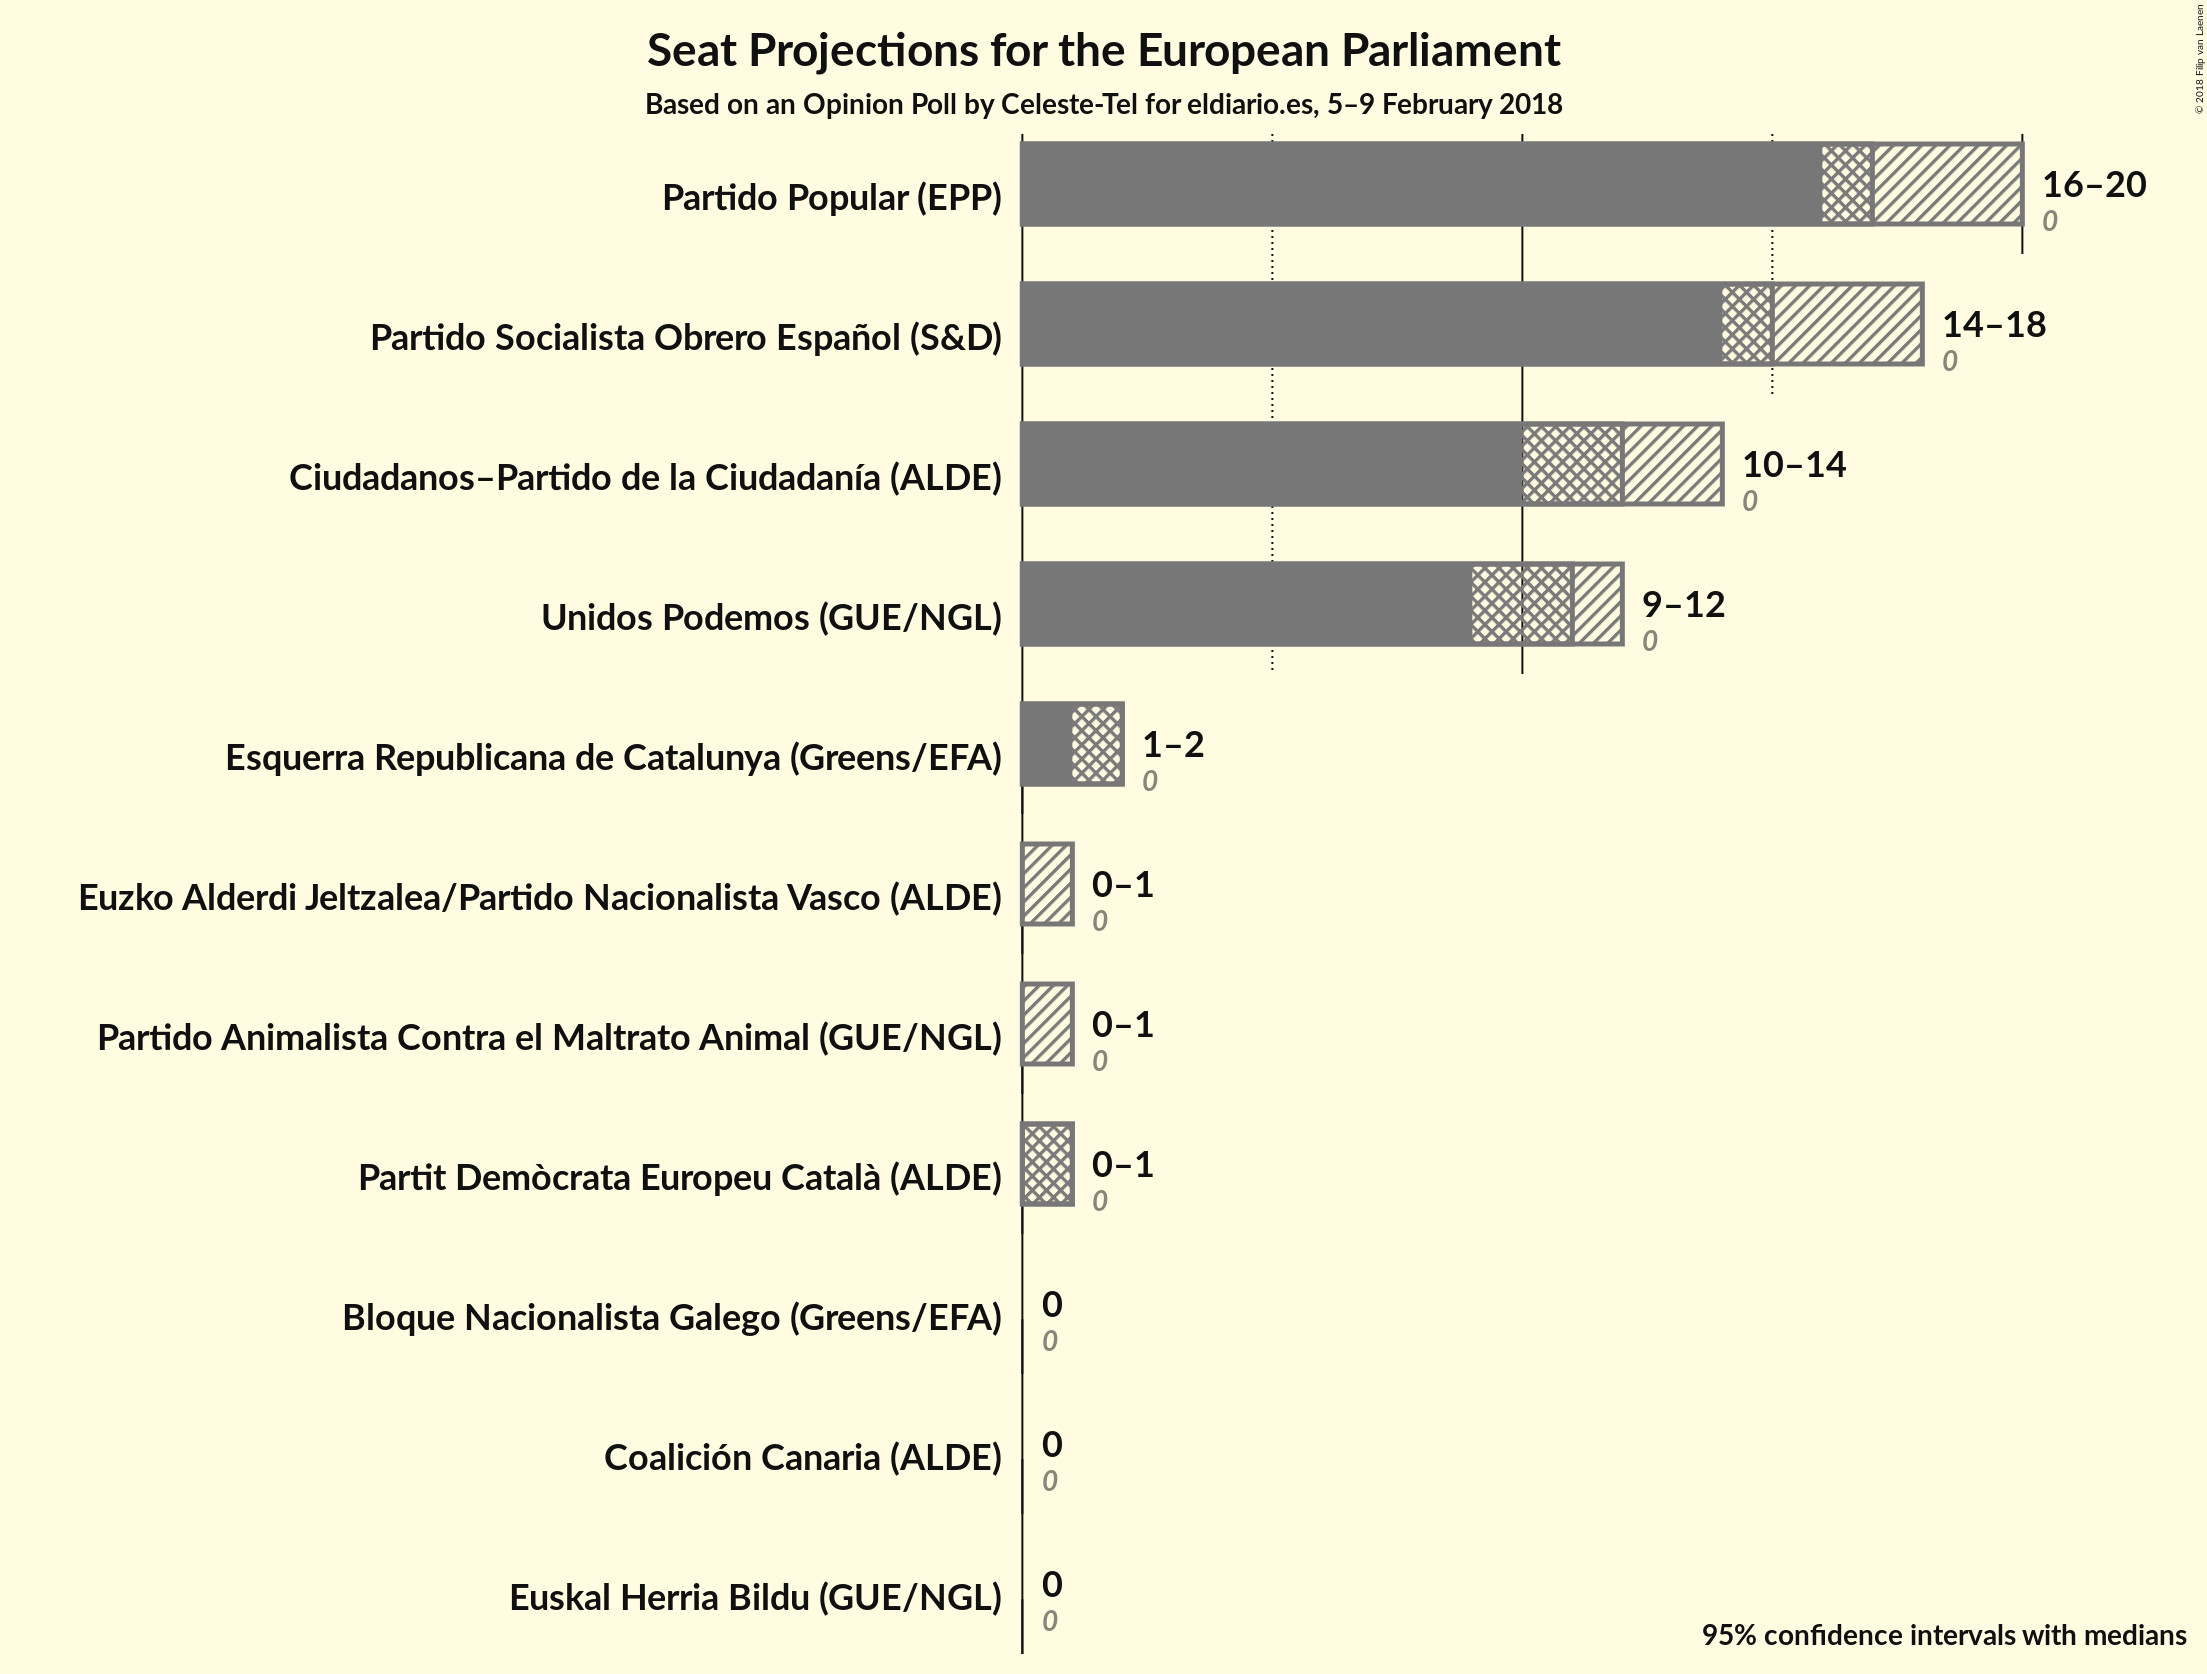 Seat Projections for the European Parliament
Based on an Opinion Poll by Celeste-Tel for eldiario.es, 5–9 February 2018
© 2018 Filip van Laenen
Partido Popular (EPP)
16–20
0
Partido Socialista Obrero Español (S&D)
14–18
0
Ciudadanos–Partido de la Ciudadanía (ALDE)
10–14
0
Unidos Podemos (GUE/NGL)
9–12
0
Esquerra Republicana de Catalunya (Greens/EFA)
1–2
0
Euzko Alderdi Jeltzalea/Partido Nacionalista Vasco (ALDE)
0–1
0
Partido Animalista Contra el Maltrato Animal (GUE/NGL)
0–1
0
Partit Demòcrata Europeu Català (ALDE)
0–1
0
Bloque Nacionalista Galego (Greens/EFA)
0
0
Coalición Canaria (ALDE)
0
0
Euskal Herria Bildu (GUE/NGL)
0
0
95% confidence intervals with medians